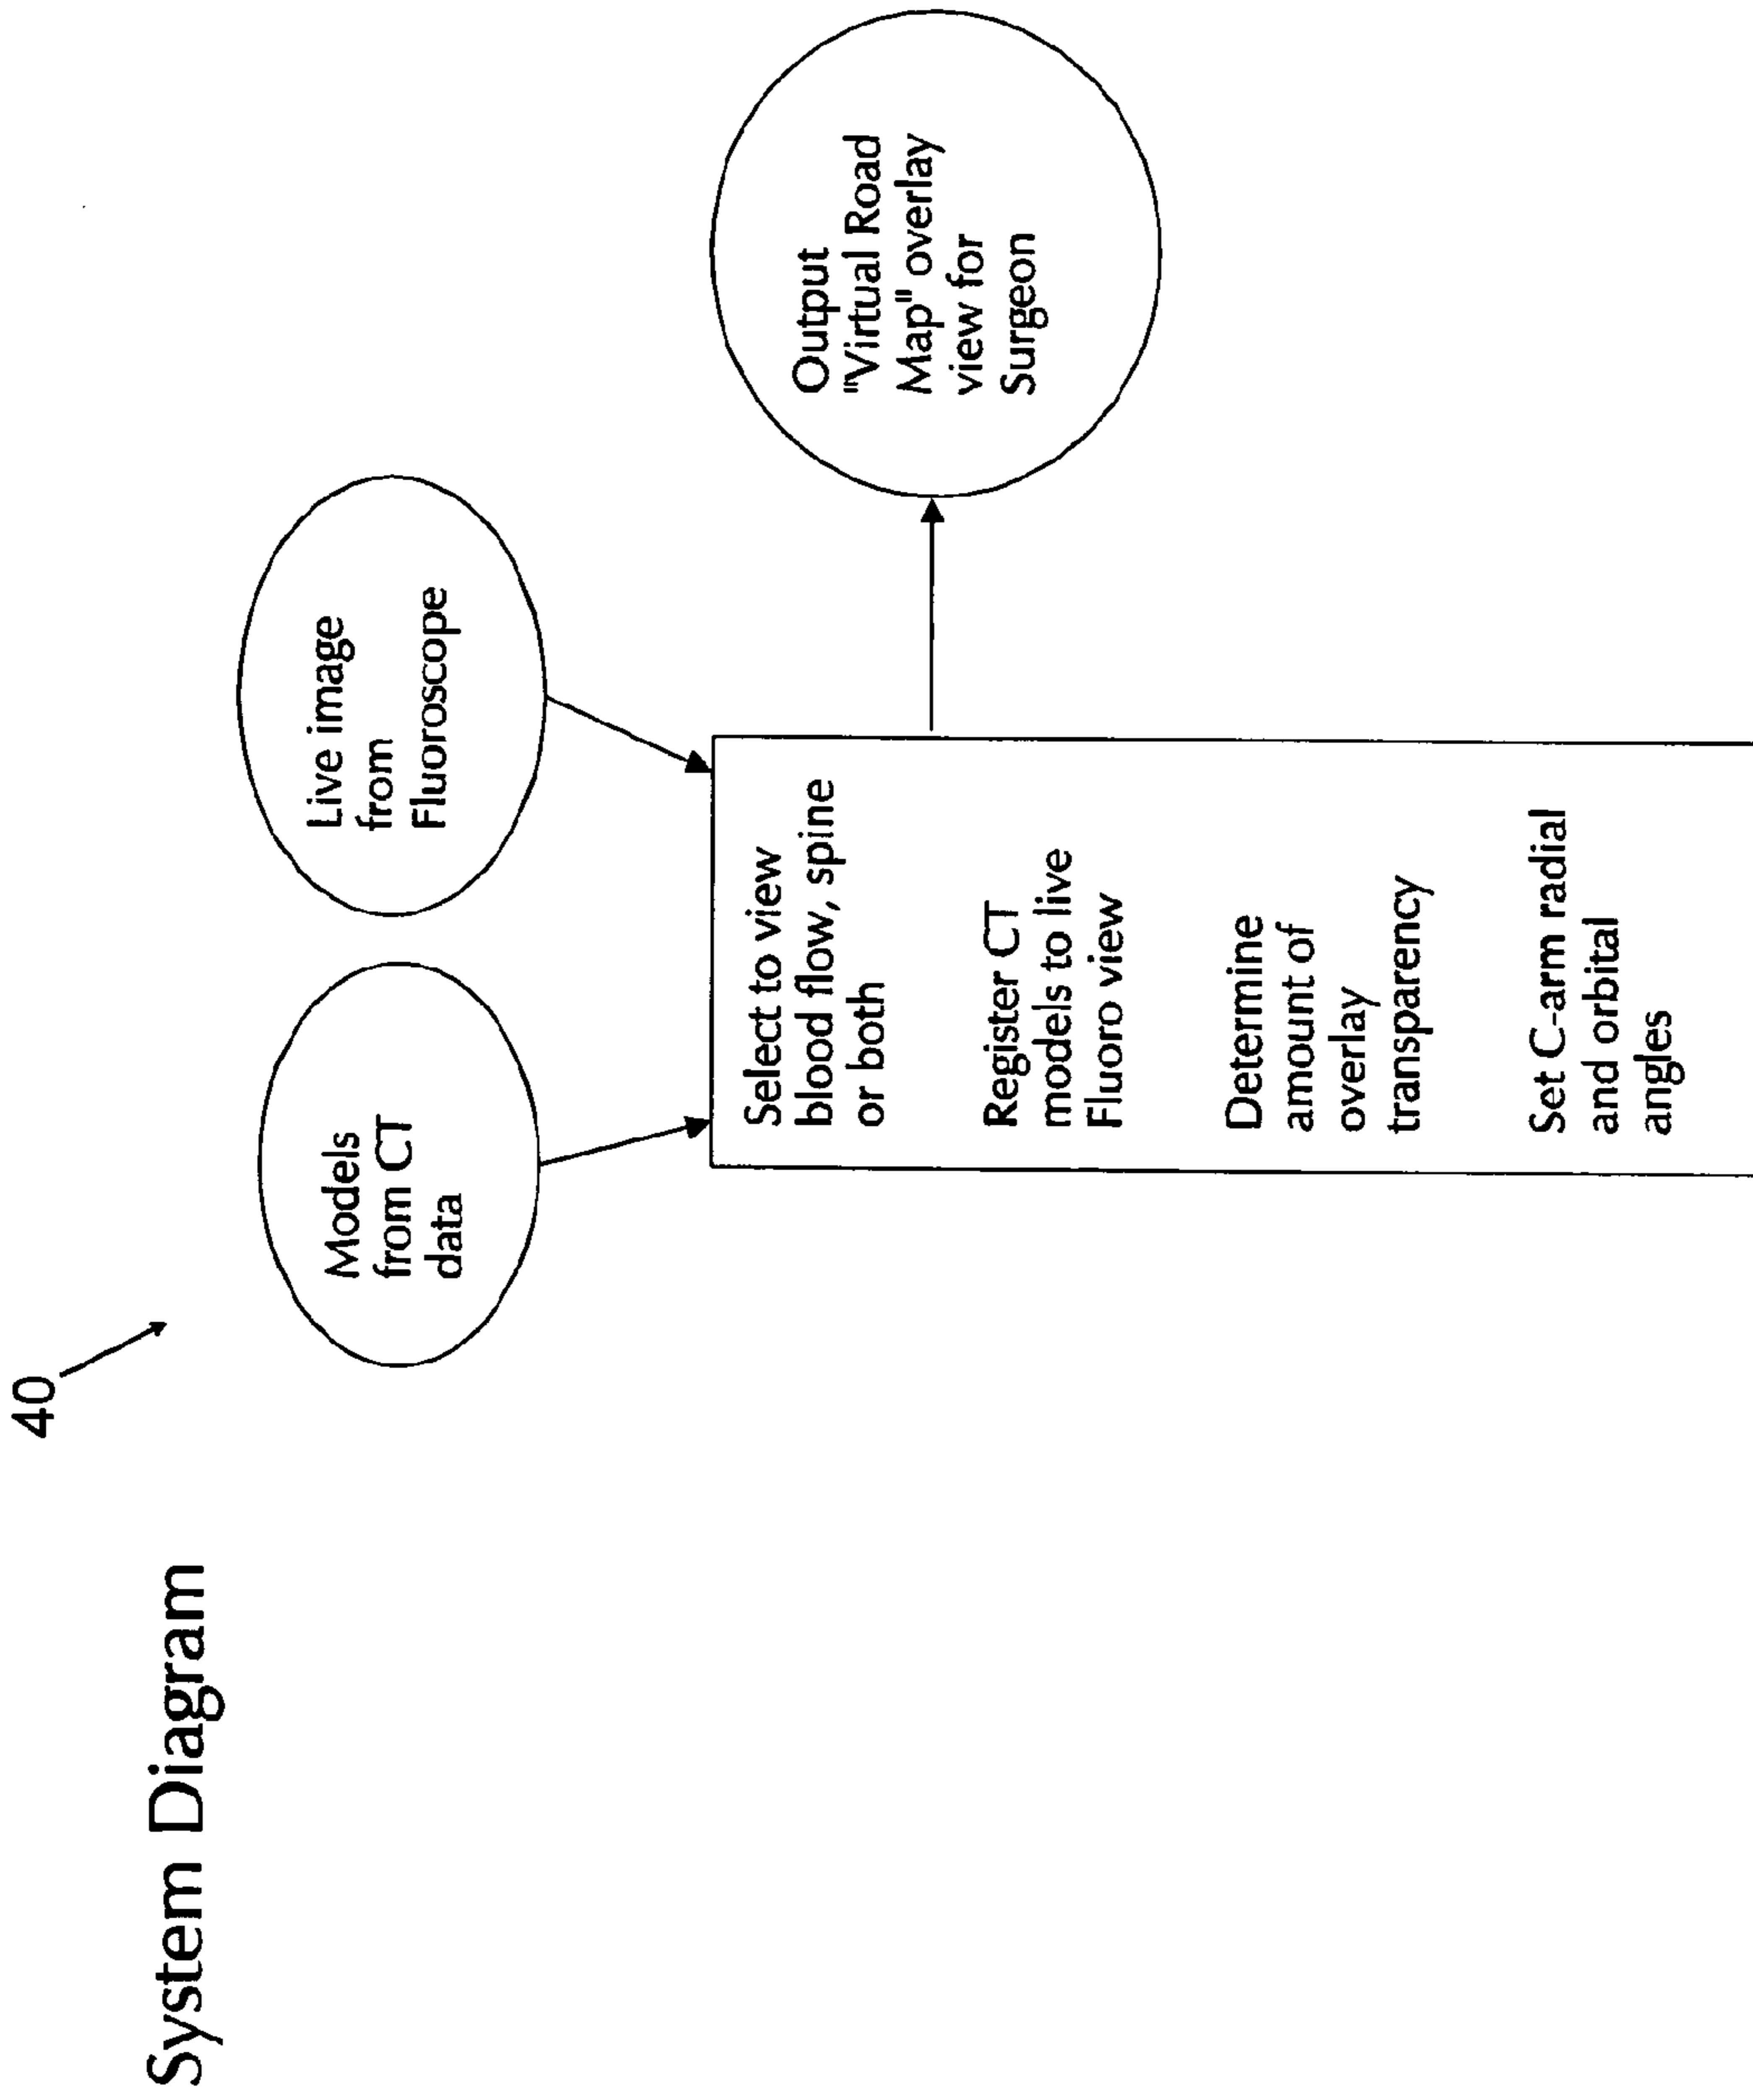 40
System Diagram
Models
from CT
data
Live image
from
Fluoroscope
Select to view
blood flow, spine
or both
Register CT
models to live
Fluoro view
Determine
amount of
overlay
transparency
Set C-arm radial
and orbital
angles
Output
"Virtual Road
Map" overlay
view for
Surgeon